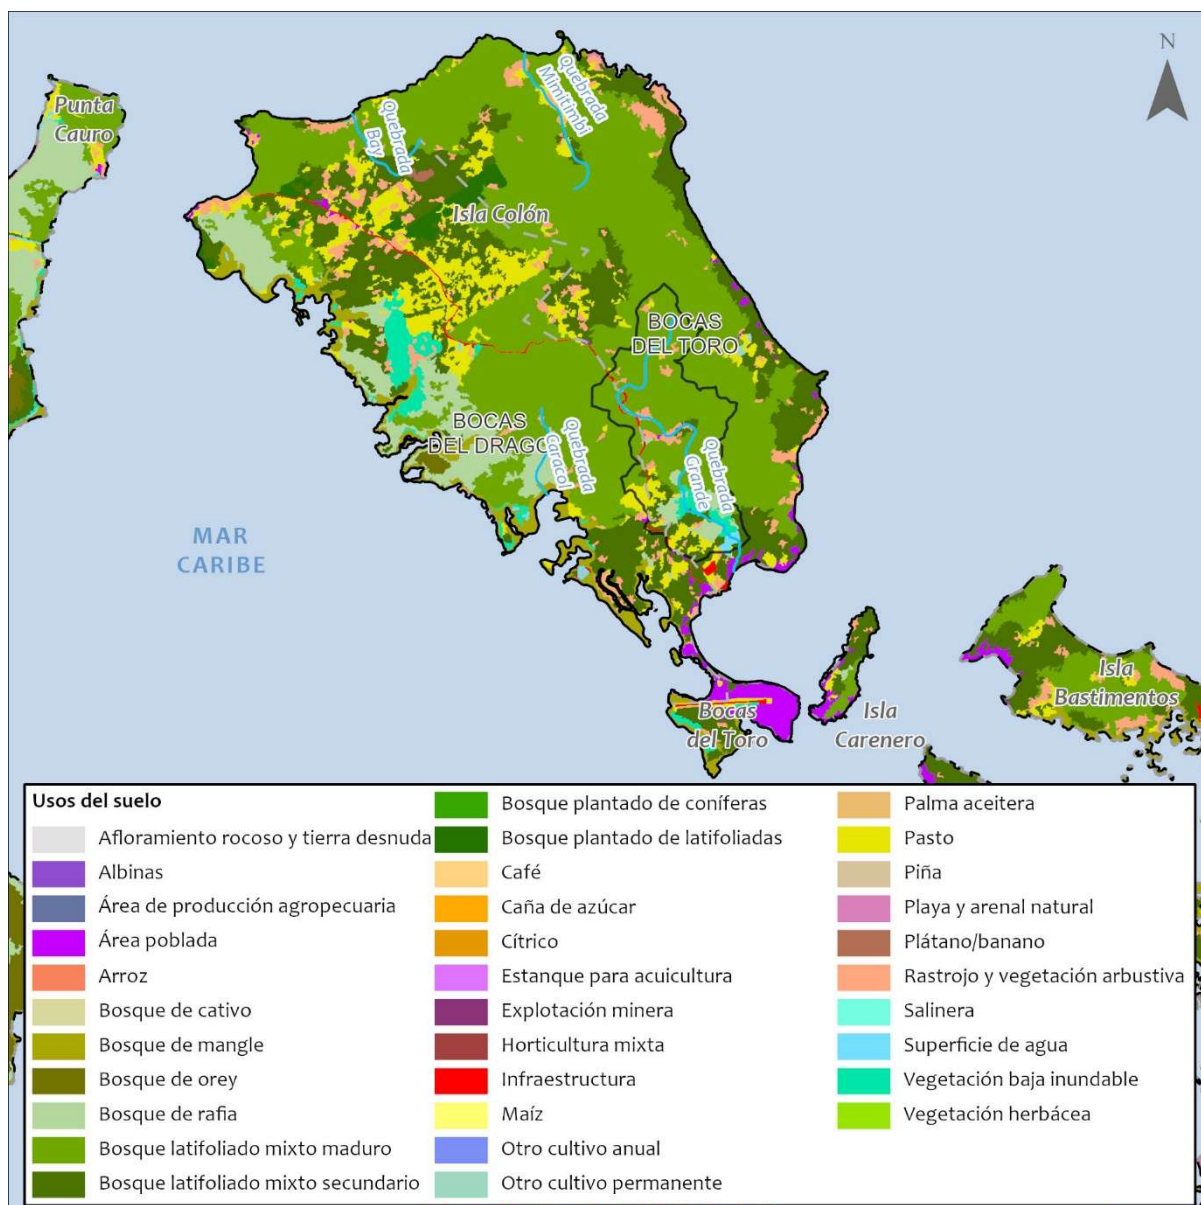 N
Punta
Cauro
Quebrada
Bay
Quebrada
Mimitimbi
Isla Colón
BOCAS
DEL TORO
BOCAS
DEL DRAGO
Quebrada
Caracol
Quebrada
Grande
MAR
CARIBE
Isla
Bastimentos
Bocas
del Toro
Isla
Carenero
Usos del suelo
Afloramiento rocoso y tierra desnuda
Albinas
Área de producción agropecuaria
Área poblada
Arroz
Bosque de cativo
Bosque de mangle
Bosque de orey
Bosque de rafia
Bosque latifoliado mixto maduro
Bosque latifoliado mixto secundario
Bosque plantado de coníferas
Bosque plantado de latifoliadas
Café
Caña de azúcar
Cítrico
Estanque para acuicultura
Explotación minera
Horticultura mixta
Infraestructura
Maíz
Otro cultivo anual
Otro cultivo permanente
Palma aceitera
Pasto
Piña
Playa y arenal natural
Plátano/banano
Rastrojo y vegetación arbustiva
Salinera
Superficie de agua
Vegetación baja inundable
Vegetación herbácea